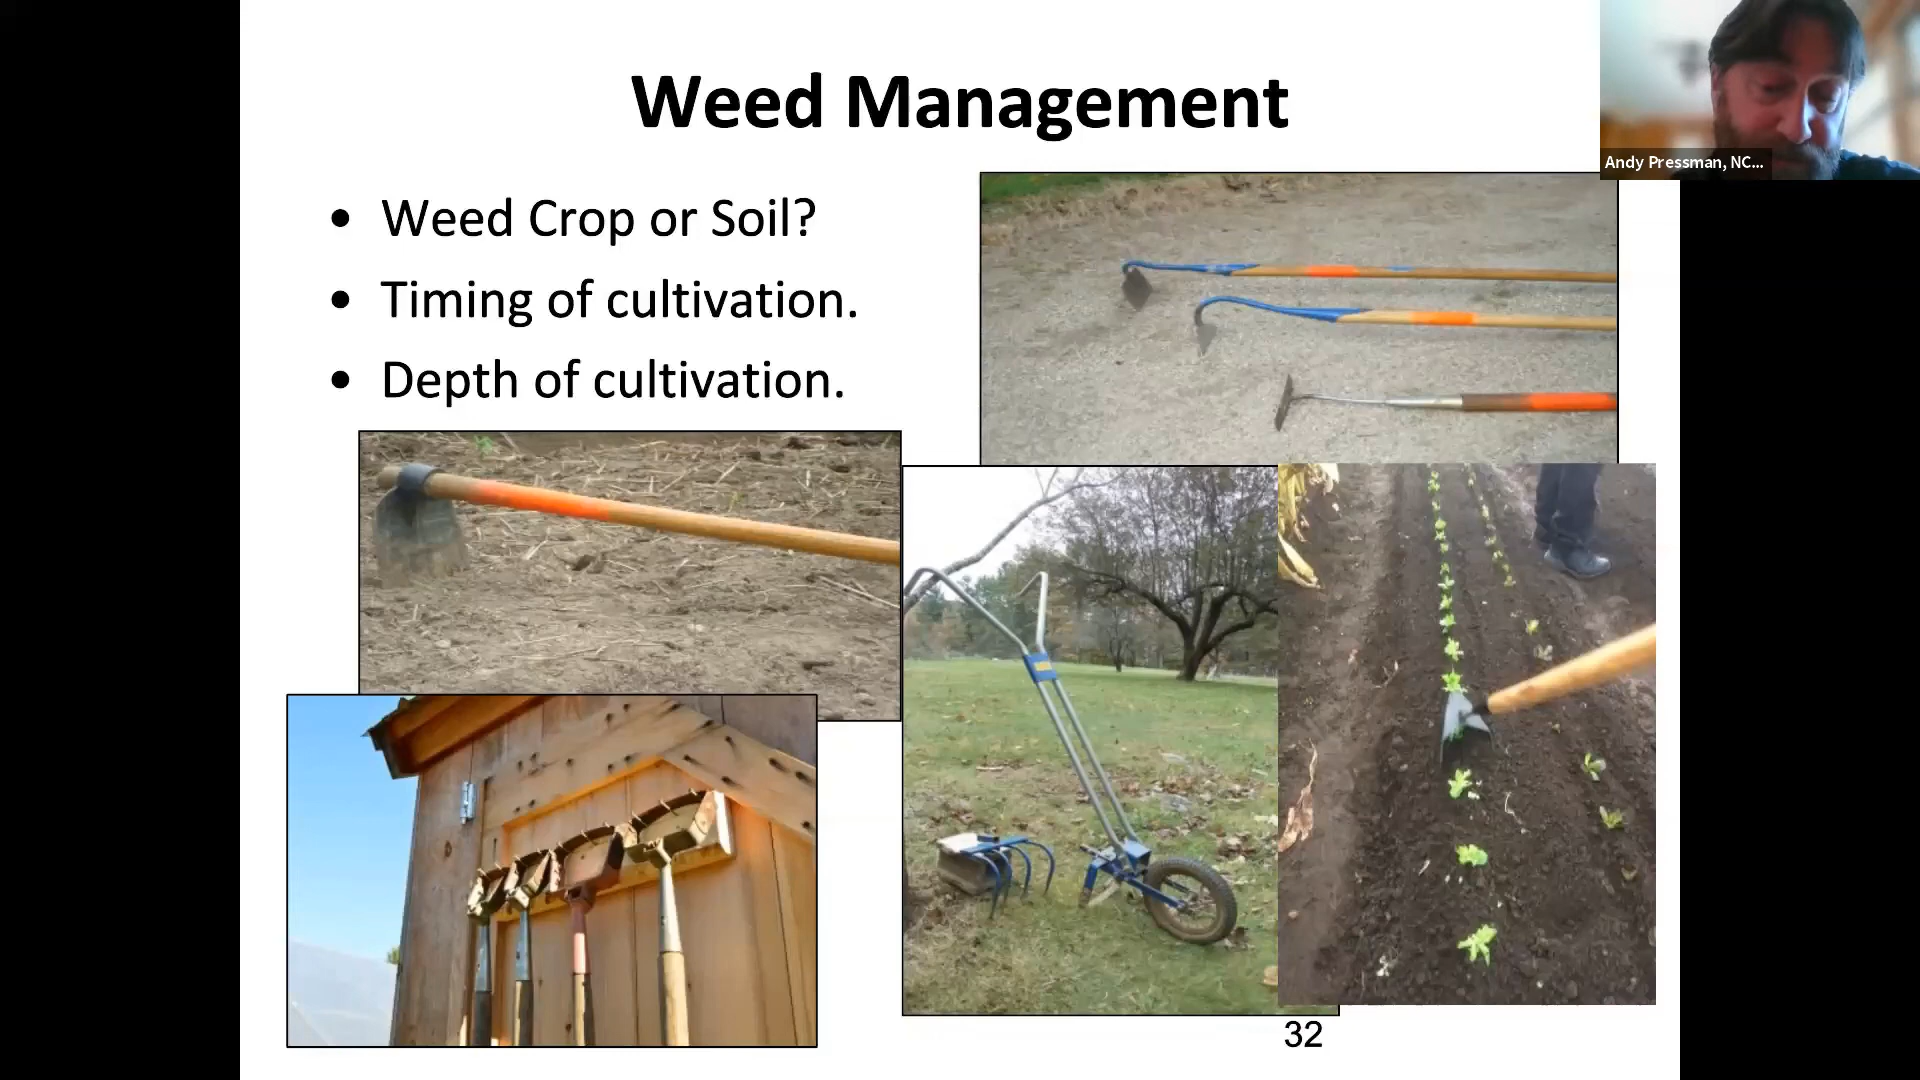 Weed Management
Andy Pressman, NC...
• Weed Crop or Soil?
• Timing of cultivation.
• Depth of cultivation.
32